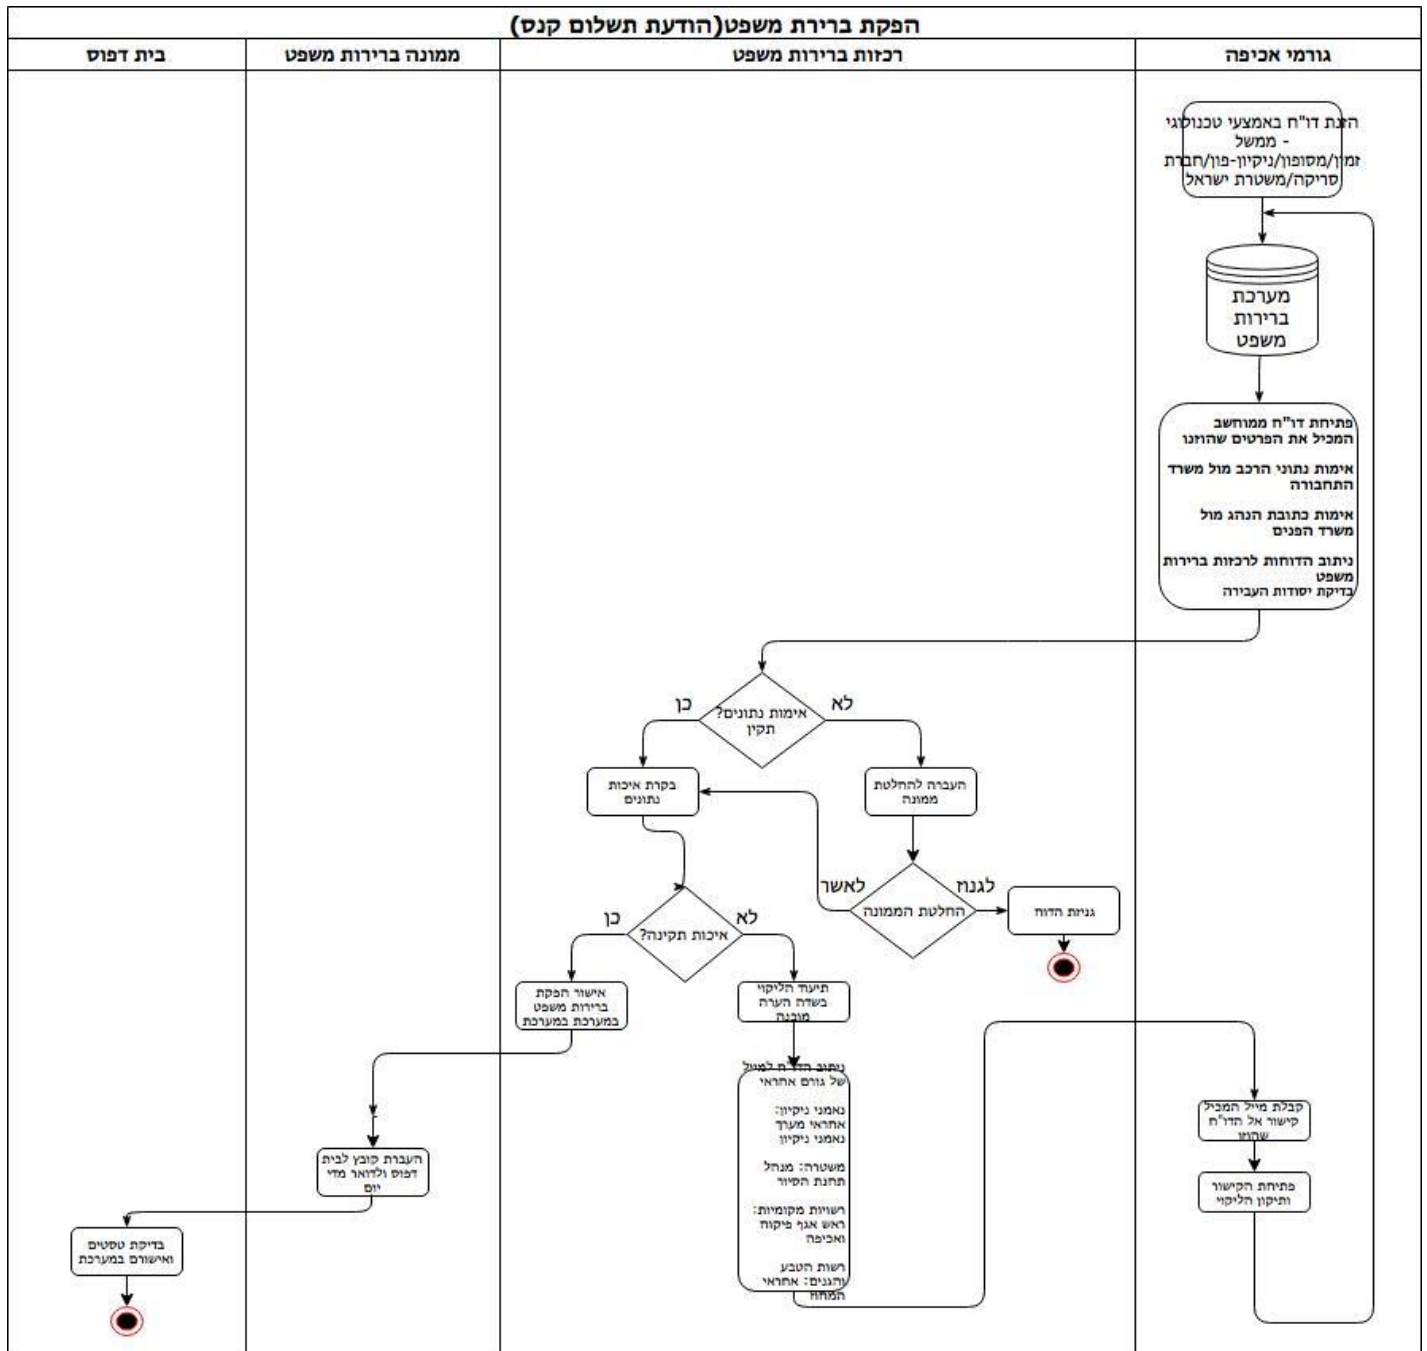 הפקת ברירת משפט(הודעת תשלום קנס)
גורמי אכיפה
רכזות ברירות משפט
ממונה ברירות משפט
בית דפוס
הזנת דו"ח באמצעי טכנולוגי
- ממשל
זמין/מסופון/ניקיון-פון/חברת
סריקה/משטרת ישראל
מערכת
ברירות
משפט
פתיחת דו"ח ממוחשב
המכיל את הפרטים שהוזנו
אימות נתוני הרכב מול משרד
התחבורה
אימות כתובת הנהג מול
משרד הפנים
ניתוב הדוחות לרכזות ברירות
משפט
בדיקת יסודות העבירה
אימות נתונים?
תקין
לא
כן
העברה להחלטת
ממונה
בקרת איכות
נתונים
החלטת הממונה
לגנוז
לאשר
גניזת הדוח
איכות תקינה?
לא
כן
תיעוד הליקוי
בשדה הערה
מובנה
אישור הפקת
ברירות משפט
במערכת במערכת
ניתוב הדו"ח למייל
של גורם אחראי
נאמני ניקיון:
אחראי מערך
נאמני ניקיון
משטרה: מנהל
תחנת הסיור
רשויות מקומיות:
ראש אגף פיקוח
ואכיפה
רשות הטבע
והגנים: אחראי
המחוז
קבלת מייל המכיל
קישור אל הדו"ח
שהוזן
פתיחת הקישור
ותיקון הליקוי
העברת קובץ לבית
דפוס ולדואר מדי
יום
בדיקת טסטים
ואישורם במערכת